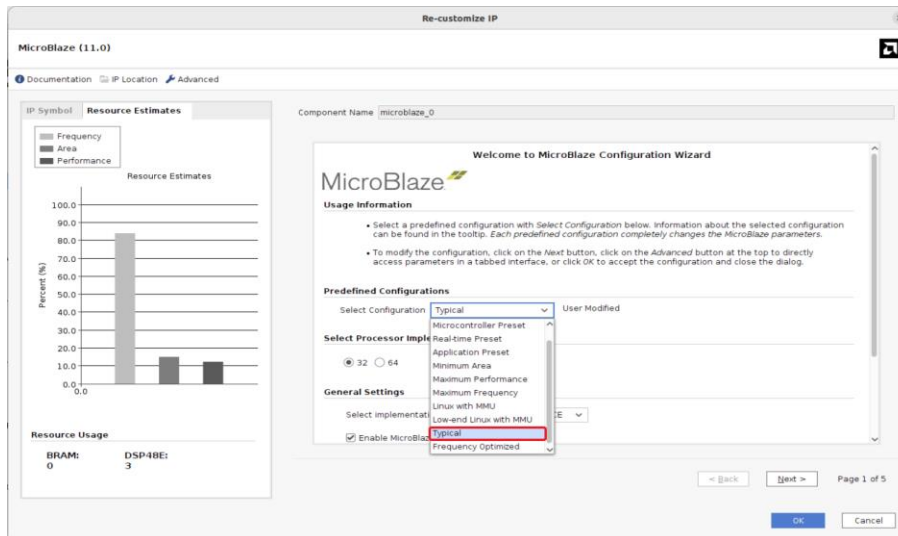 Re-customize IP
MicroBlaze (11.0)
Documentation IP Location Advanced
IP Symbol Resource Estimates
Frequency
Area
Performance
Resource Estimates
100.0
90.0
80.0
70.0
60.0
50.0
40.0
30.0
20.0
10.0
0.0
0.0
Percent (%)
Resource Usage
BRAM: DSP48E:
0 3
Component Name microblaze_0
Welcome to MicroBlaze Configuration Wizard
MicroBlaze
Usage Information
• Select a predefined configuration with Select Configuration below. Information about the selected configuration
can be found in the tooltip. Each predefined configuration completely changes the MicroBlaze parameters.
• To modify the configuration, click on the Next button, click on the Advanced button at the top to directly
access parameters in a tabbed interface, or click OK to accept the configuration and close the dialog.
Predefined Configurations
Select Configuration Typical User Modified
Microcontroller Preset
Select Processor Imple Real-time Preset
Application Preset
32 64 Minimum Area
Maximum Performance
General Settings Maximum Frequency
Linux with MMU
Select implementati Low-end Linux with MMU CE
Typical
Enable MicroBlaz Frequency Optimized
< Back Next > Page 1 of 5
OK Cancel